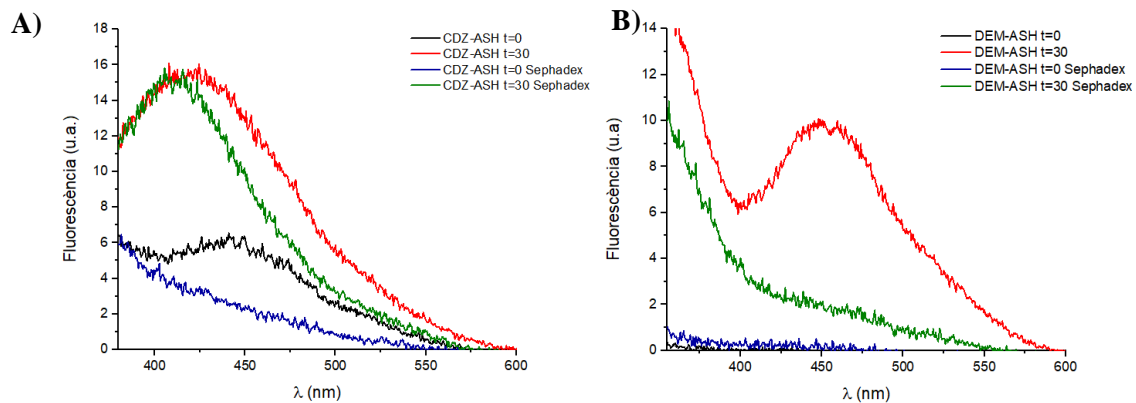 A)
18
16
14
12
10
8
6
4
2
0
Fluorescència (u.a.)
400
450
500
550
600
λ (nm)
CDZ-ASH t=0
CDZ-ASH t=30
CDZ-ASH t=0 Sephadex
CDZ-ASH t=30 Sephadex
B)
14
12
10
8
6
4
2
0
Fluorescència (u.a)
400
450
500
550
600
λ (nm)
DEM-ASH t=0
DEM-ASH t=30
DEM-ASH t=0 Sephadex
DEM-ASH t=30 Sephadex